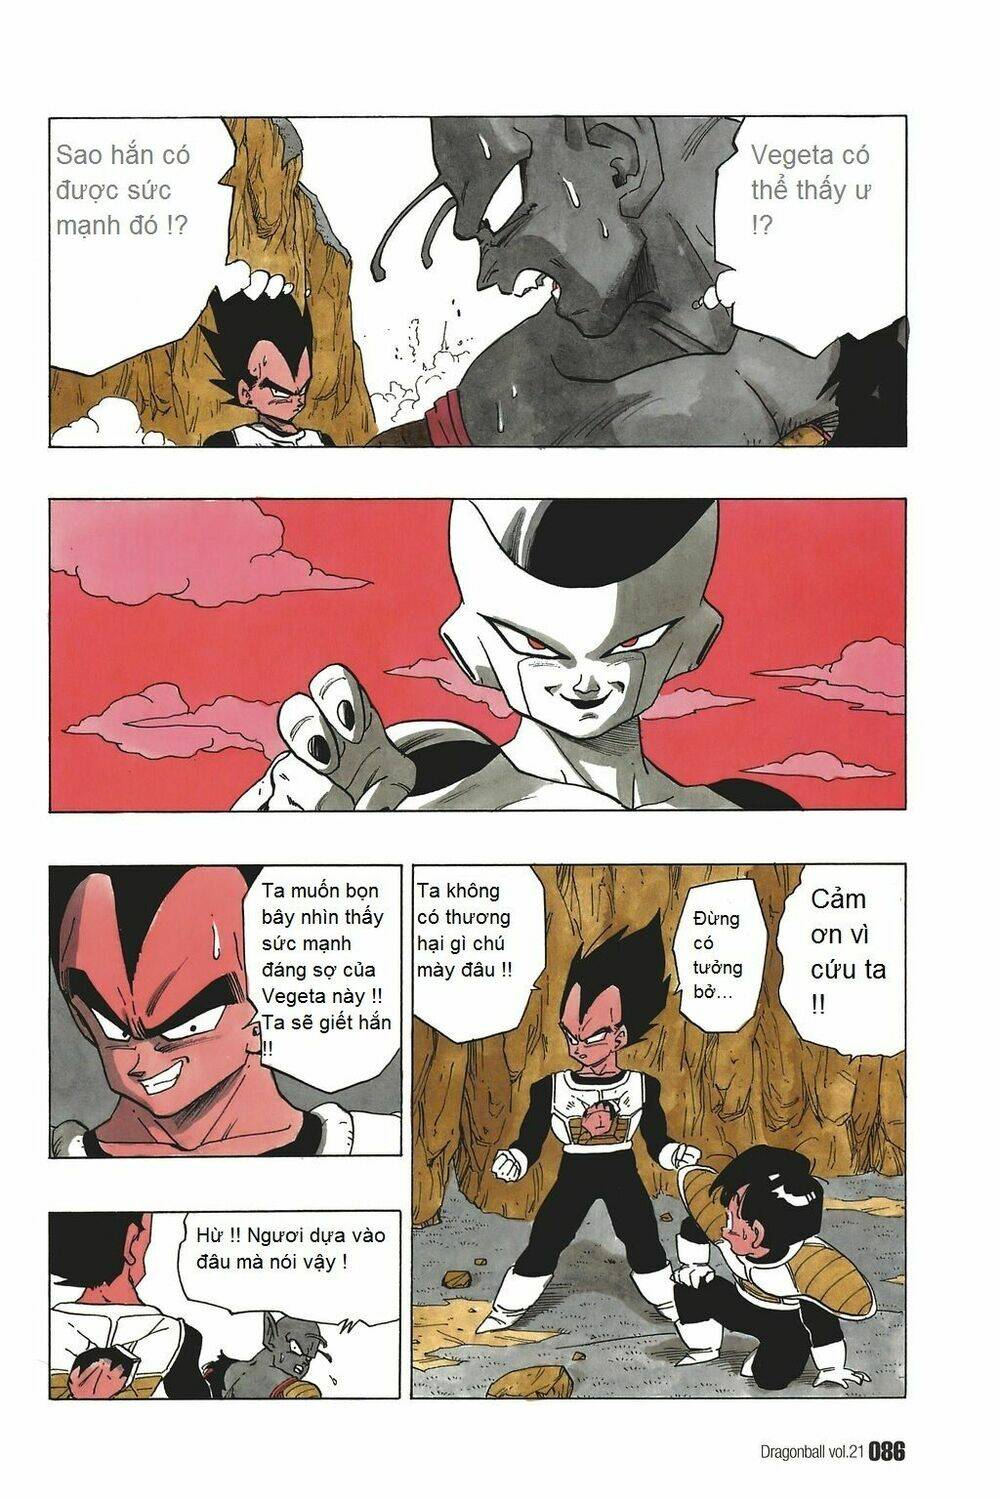 Vegeta có
thể thấy ư
!?
Sao hắn có
được sức
mạnh đó !?
Cảm
ơn vì
cứu ta
!!
Đừng
có
tưởng
bở...
Ta không
có thương
hại gì chú
mày đâu !!
Ta muốn bọn
bây nhìn thấy
sức mạnh
đáng sợ của
Vegeta này !!
Ta sẽ giết hắn
!!
Hừ !! Ngươi dựa vào
đâu mà nói vậy !
Dragonball vol.21 086